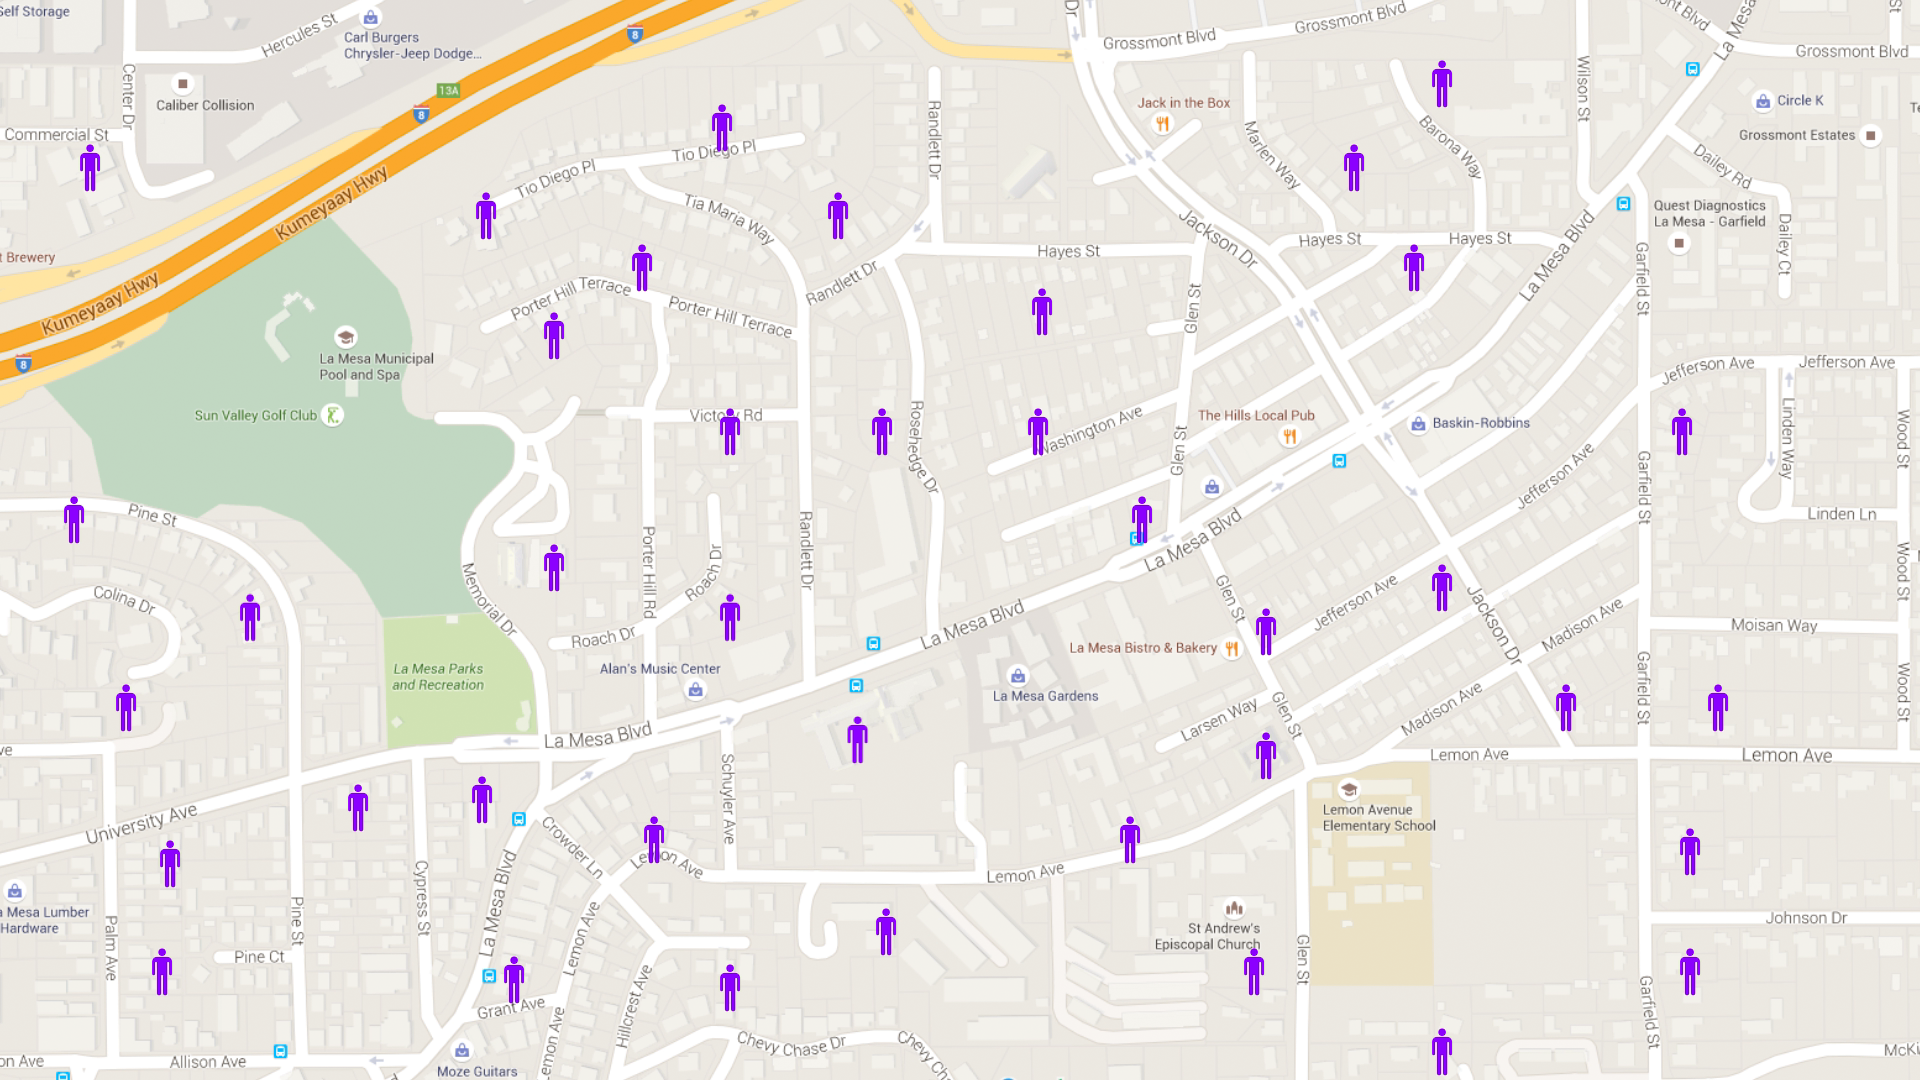 Self Storage
Hercules St
Carl Burgers
Chrysler-Jeep Dodge...
8
Grossmont Blvd
Grossmont Blvd
Grossmont Blvd
La Mesa
St
Dr
13A
8
Center Dr
Caliber Collision
Commercial St
Kumeyaay Hwy
Kumeyaay Hwy
8
t Brewery
Tio Diego Pl
Tio Diego Pl
Tia Maria Way
Randlett Dr
Randlett Dr
Jack in the Box
Marlen Way
Barona Way
Wilson St
Circle K
Grossmont Estates
Dailey Rd
Dailey Ct
Quest Diagnostics
La Mesa - Garfield
Jackson Dr
Hayes St
Hayes St
Hayes St
La Mesa Blvd
Garfield St
Porter Hill Terrace
Porter Hill Terrace
Glen St
La Mesa Municipal
Pool and Spa
Sun Valley Golf Club
Victory Rd
Rosehedge Dr
Washington Ave
Glen St
The Hills Local Pub
Baskin-Robbins
Jefferson Ave
Jefferson Ave
Linden Way
Wood St
Jefferson Ave
Garfield St
Linden Ln
Pine St
Colina Dr
Memorial Dr
Porter Hill Rd
Roach Dr
Roach Dr
Randlett Dr
La Mesa Blvd
La Mesa Blvd
Glen St
Jefferson Ave
Jackson Dr
Madison Ave
Moisan Way
Wood St
La Mesa Bistro & Bakery
La Mesa Parks
and Recreation
Alan's Music Center
La Mesa Gardens
Larsen Way
Glen St
Madison Ave
Garfield St
Wood St
La Mesa Blvd
Lemon Ave
Lemon Ave
University Ave
Schuyler Ave
Crowder Ln
Lemon Ave
Lemon Ave
Lemon Avenue
Elementary School
Cypress St
La Mesa Blvd
Lemon Ave
a Mesa Lumber
Hardware
Palm Ave
Pine St
Pine Ct
St Andrew's
Episcopal Church
Glen St
Johnson Dr
Garfield St
Grant Ave
Hillcrest Ave
Lemon Ave
Chevy Chase Dr
Chevy Ch
on Ave
Allison Ave
Moze Guitars